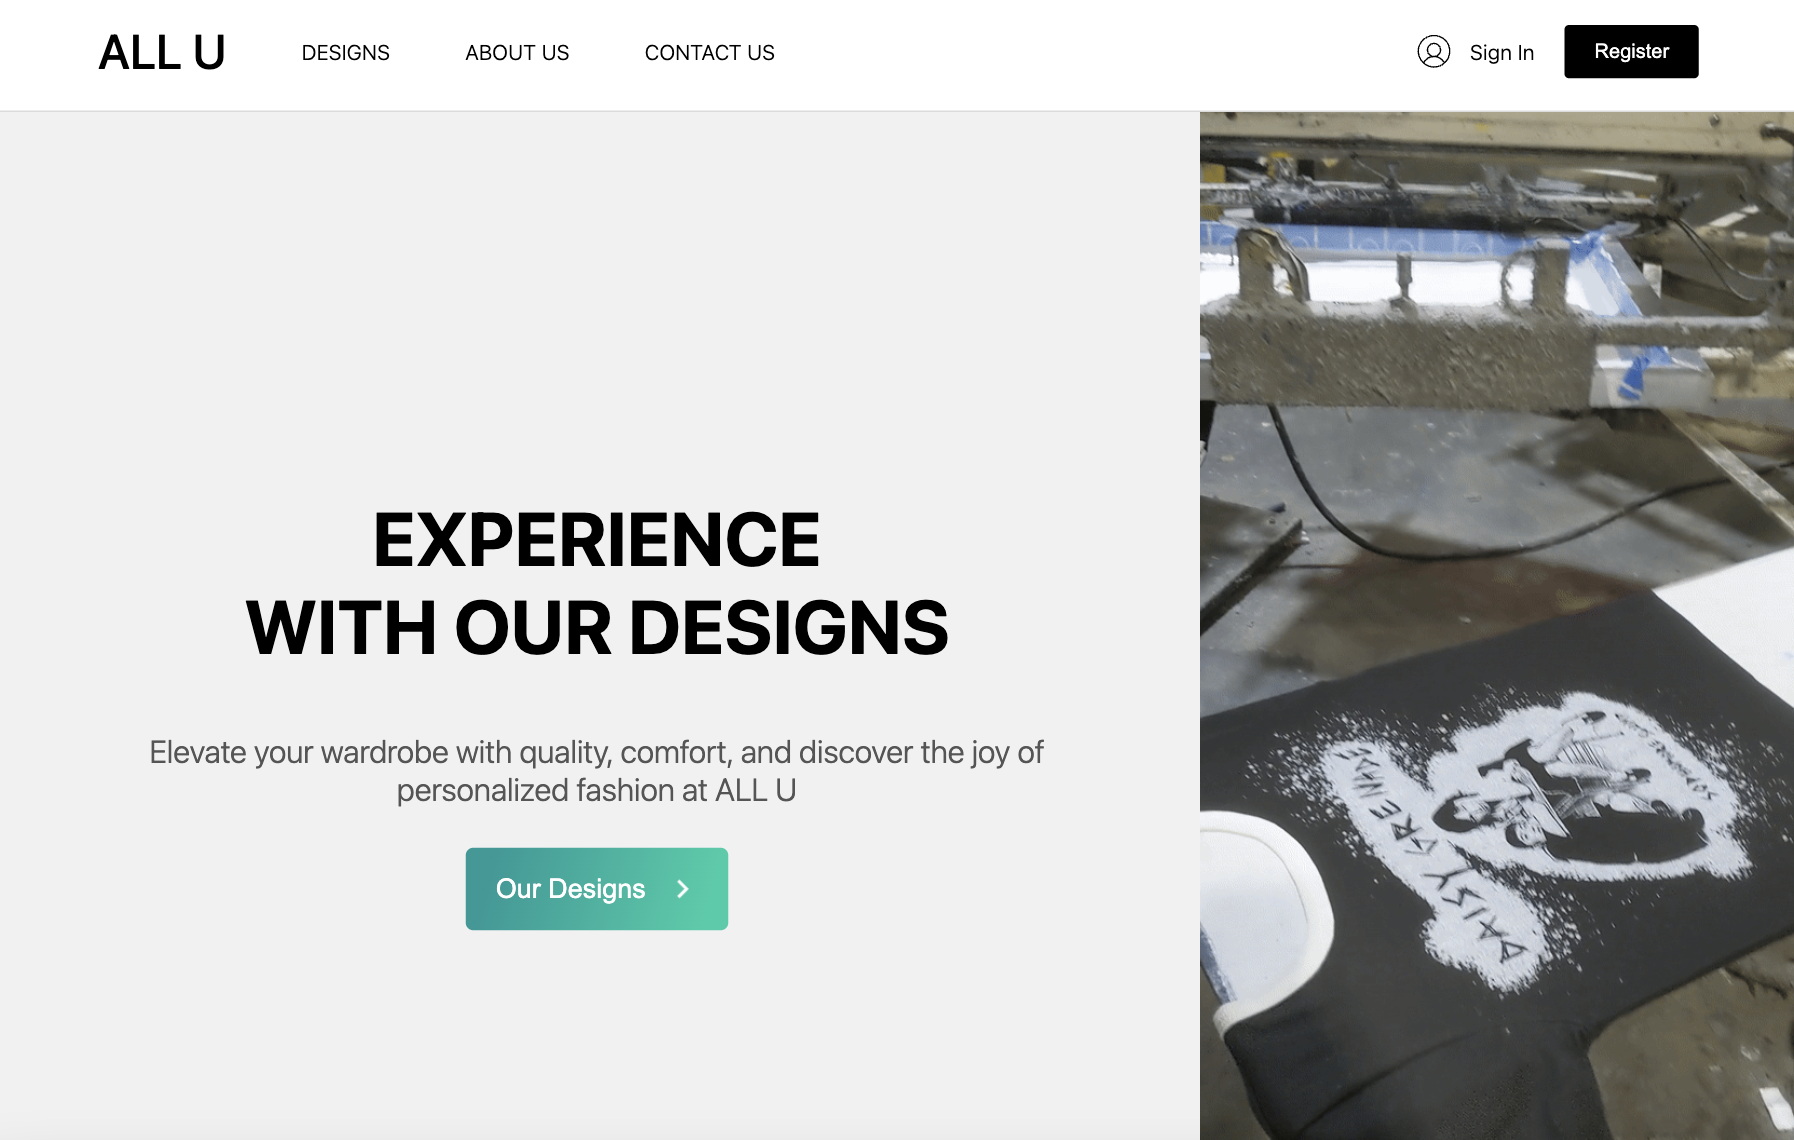 ALL U
DESIGNS
ABOUT US
CONTACT US
Sign In
Register
EXPERIENCE
WITH OUR DESIGNS
Elevate your wardrobe with quality, comfort, and discover the joy of
personalized fashion at ALL U
Our Designs
DAISY GRENADE